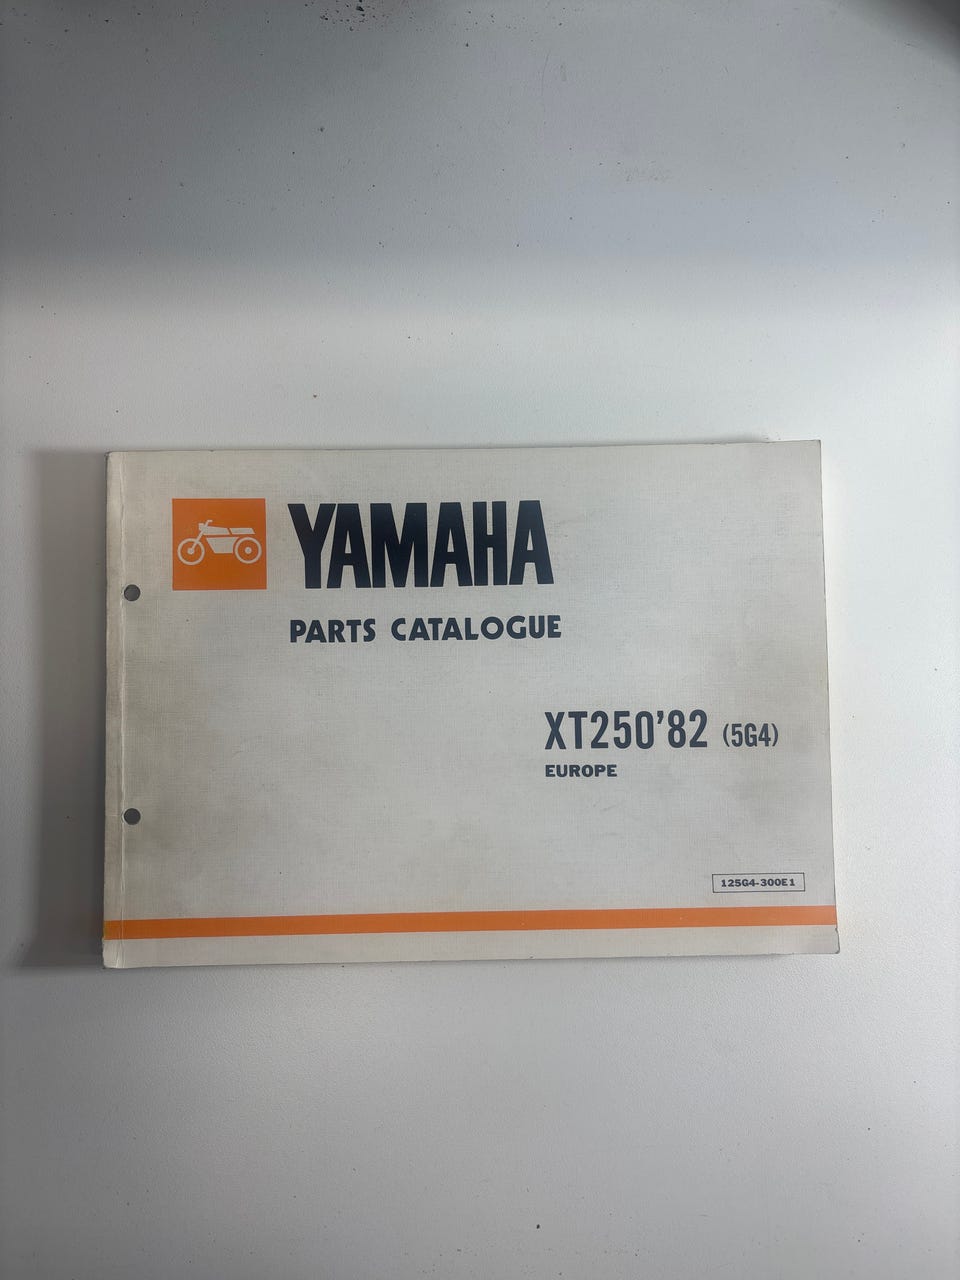 YAMAHA
PARTS CATALOGUE
XT250'82 (5G4)
EUROPE
125G4-300E1